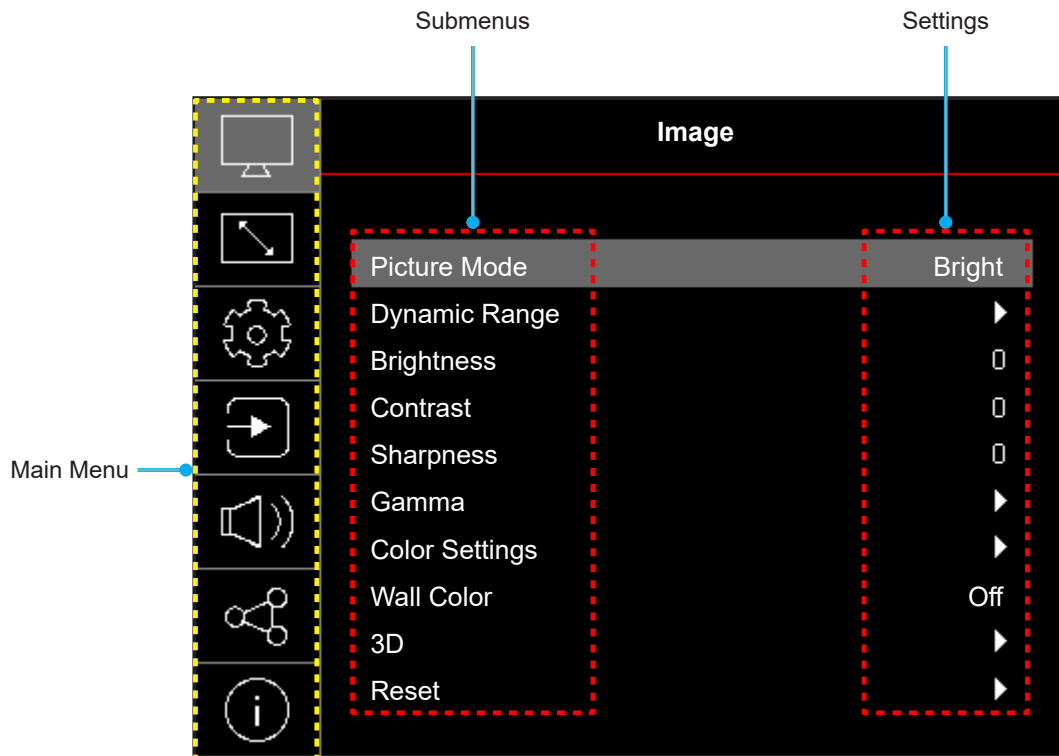 Submenus
Settings
Image
Picture Mode Bright
Dynamic Range
Brightness 0
Contrast 0
Sharpness 0
Main Menu
Gamma
Color Settings
Wall Color Off
3D
Reset
i